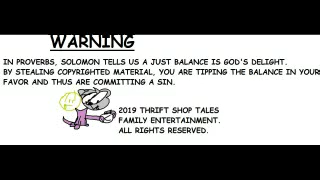 WARNING
IN PROVERBS, SOLOMON TELLS US A JUST BALANCE IS GOD'S DELIGHT.
BY STEALING COPYRIGHTED MATERIAL, YOU ARE TIPPING THE BALANCE IN YOUR
FAVOR AND THUS ARE COMMITTING A SIN.
2019 THRIFT SHOP TALES
FAMILY ENTERTAINMENT.
ALL RIGHTS RESERVED.